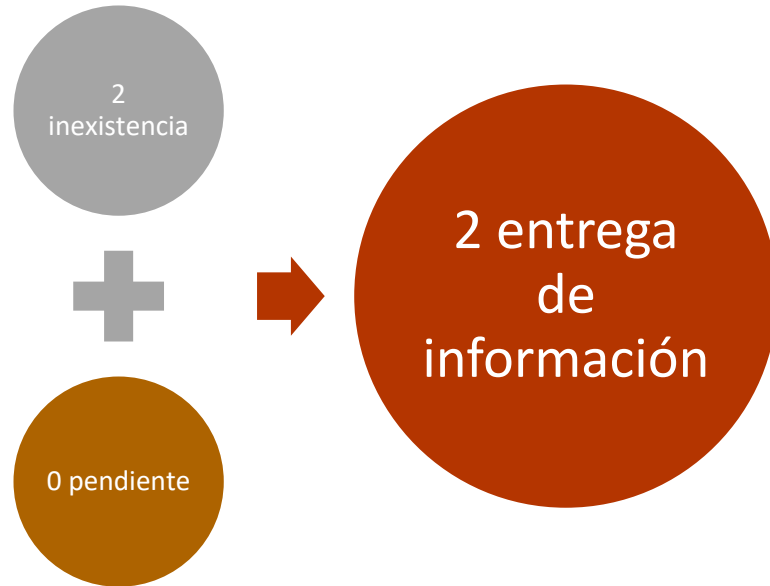 2
inexistencia
0 pendiente
2 entrega
de
información